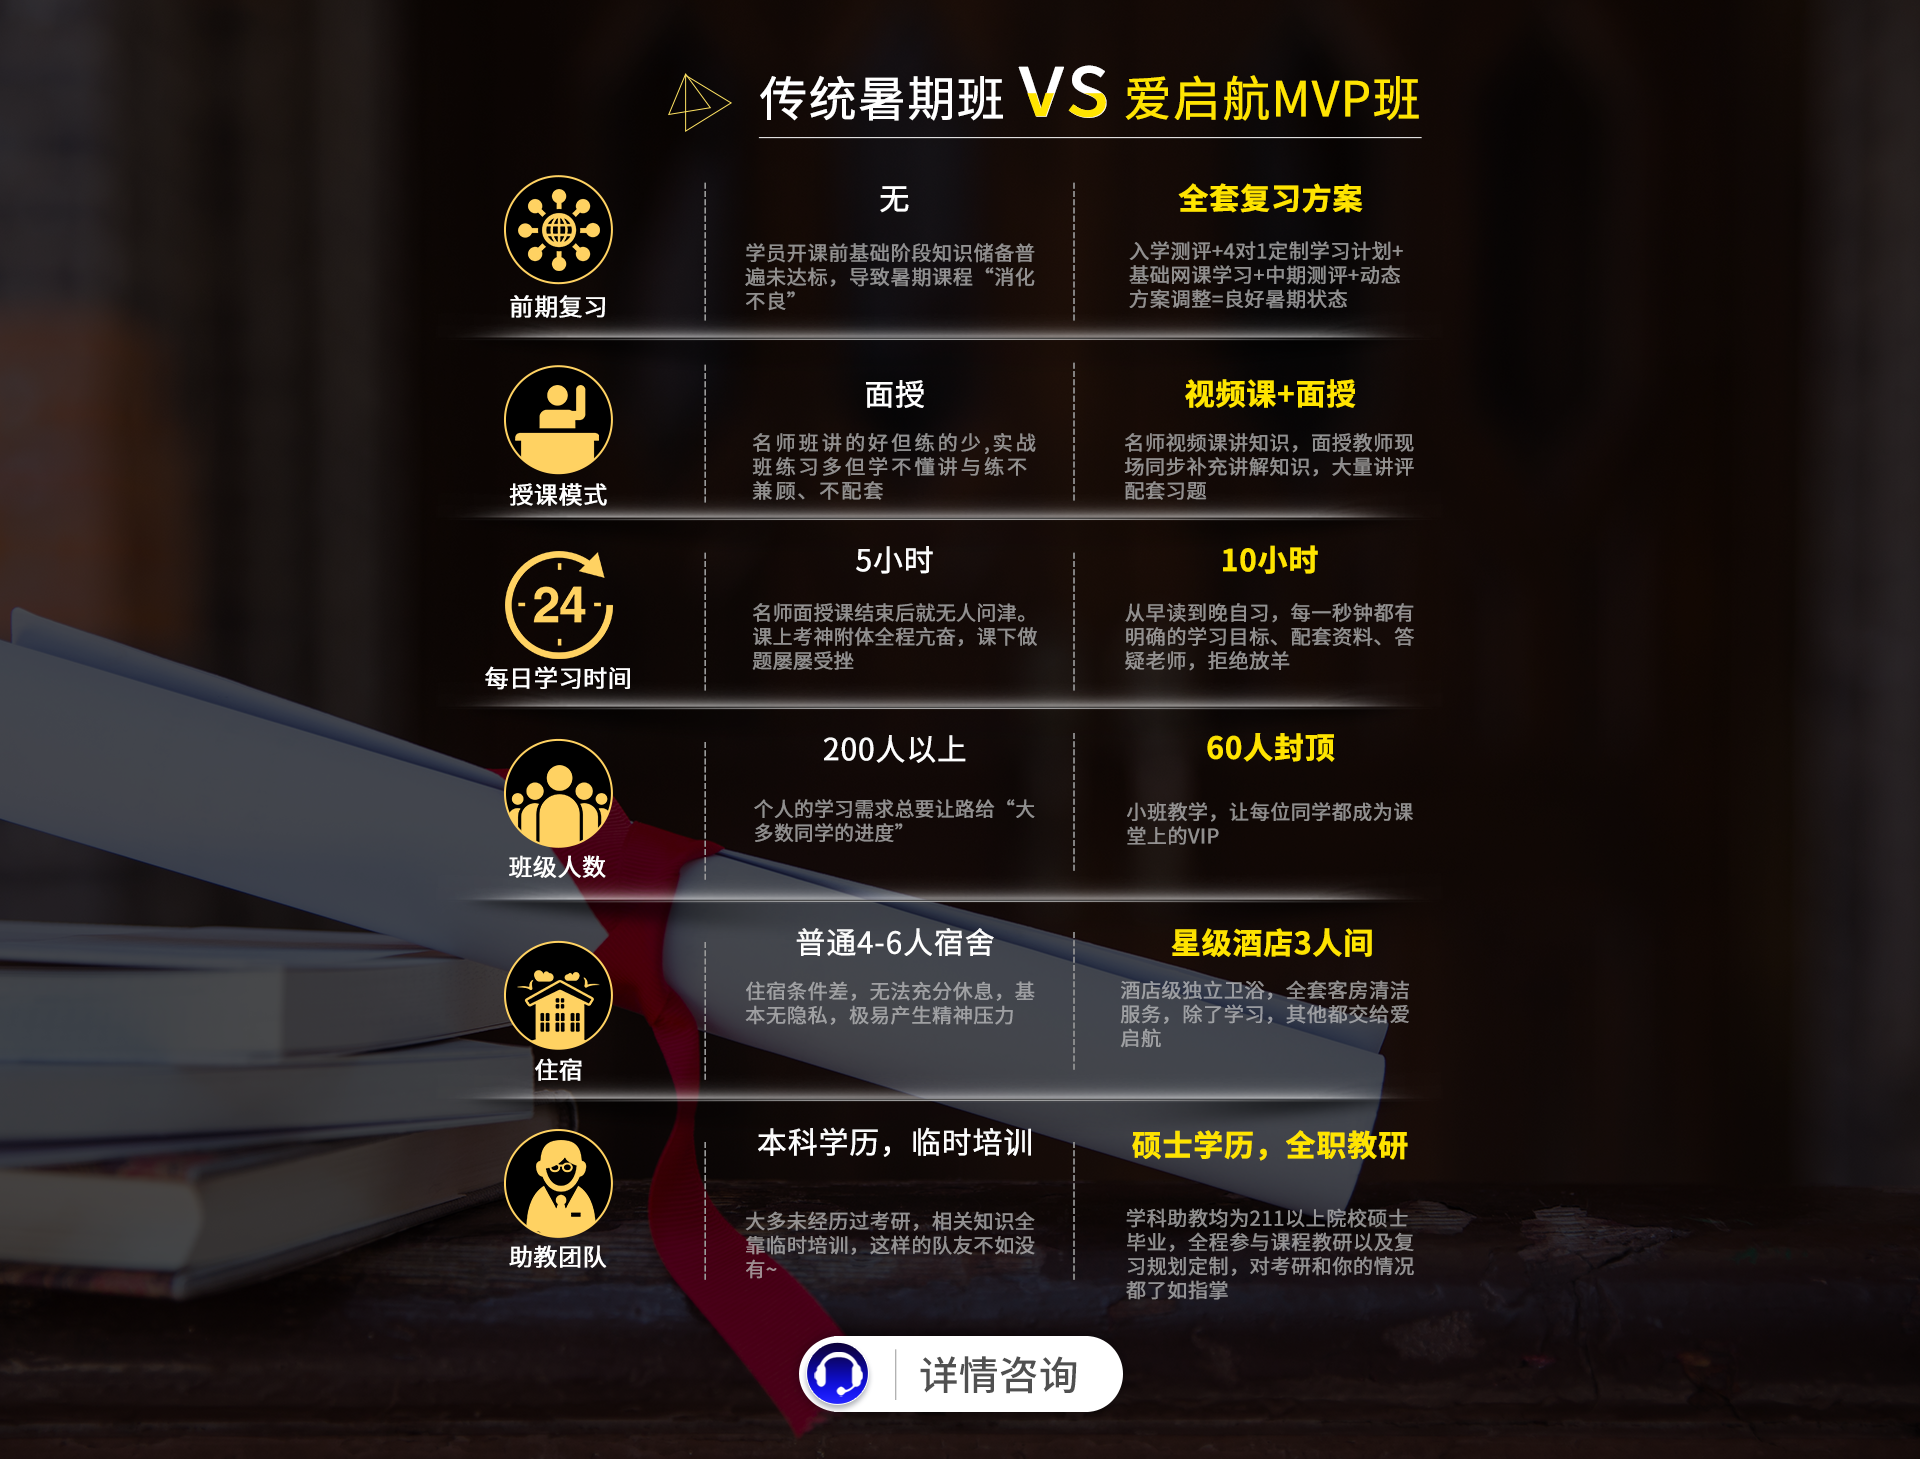 传统暑期班 VS 爱启航MVP班
前期复习
无
学员开课前基础阶段知识储备普
遍未达标，导致暑期课程“消化
不良”
全套复习方案
入学测评+4对1定制学习计划+
基础网课学习+中期测评+动态
方案调整=良好暑期状态
授课模式
面授
名师班讲的好但练的少,实战
班练习多但学不懂讲与练不
兼顾、不配套
视频课+面授
名师视频课讲知识，面授教师现
场同步补充讲解知识，大量讲评
配套习题
24
每日学习时间
5小时
名师面授课结束后就无人问津。
课上考神附体全程亢奋，课下做
题屡屡受挫
10小时
从早读到晚自习，每一秒钟都有
明确的学习目标、配套资料、答
疑老师，拒绝放羊
班级人数
200人以上
个人的学习需求总要让路给“大
多数同学的进度”
60人封顶
小班教学，让每位同学都成为课
堂上的VIP
住宿
普通4-6人宿舍
住宿条件差，无法充分休息，基
本无隐私，极易产生精神压力
星级酒店3人间
酒店级独立卫浴，全套客房清洁
服务，除了学习，其他都交给爱
启航
助教团队
本科学历，临时培训
大多未经历过考研，相关知识全
靠临时培训，这样的队友不如没
有~
硕士学历，全职教研
学科助教均为211以上院校硕士
毕业，全程参与课程教研以及复
习规划定制，对考研和你的情况
都了如指掌
详情咨询